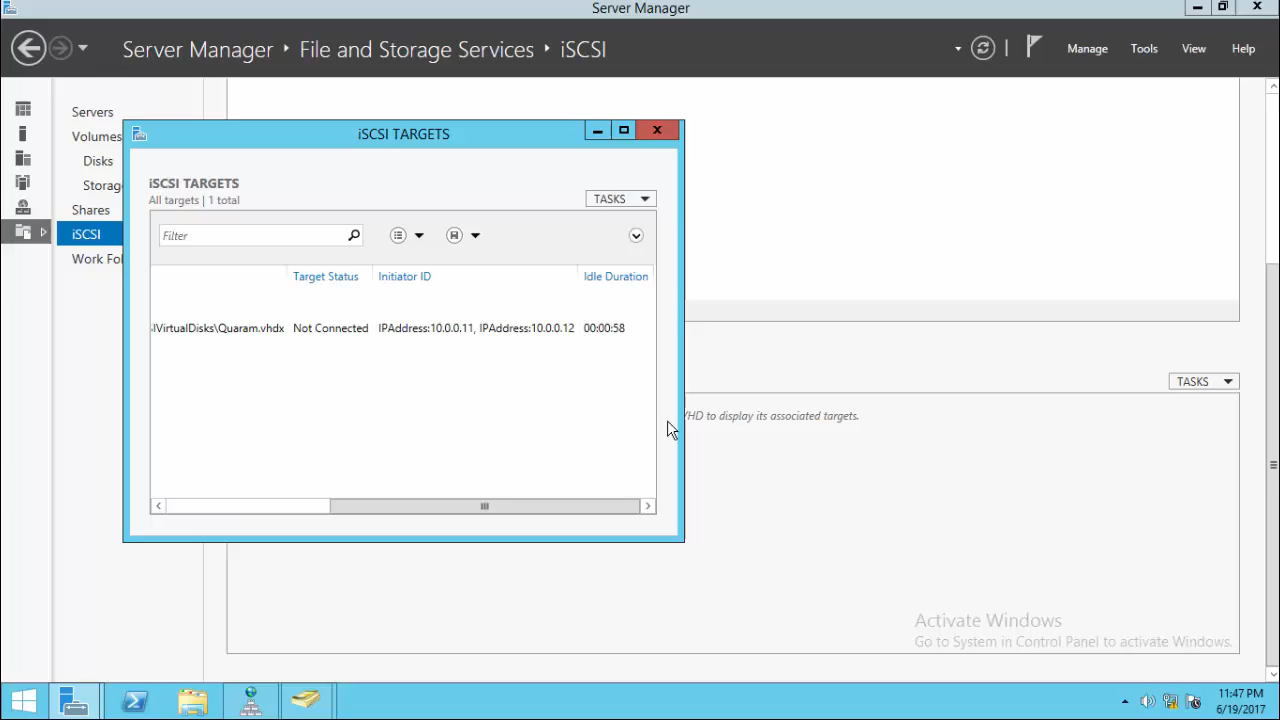 Server Manager
Server Manager • File and Storage Services • iSCSI
Manage Tools View Help
Servers
Volumes
Disks
Storag
Shares
iSCSI
Work Fol
iSCSI TARGETS
iSCSI TARGETS
All targets | 1 total
TASKS
Filter
Target Status Initiator ID Idle Duration
IVirtualDisks\Quaram.vhdx Not Connected IPAddress:10.0.0.11, IPAddress:10.0.0.12 00:00:58
TASKS
VHD to display its associated targets.
Activate Windows
Go to System in Control Panel to activate Windows.
11:47 PM
6/19/2017